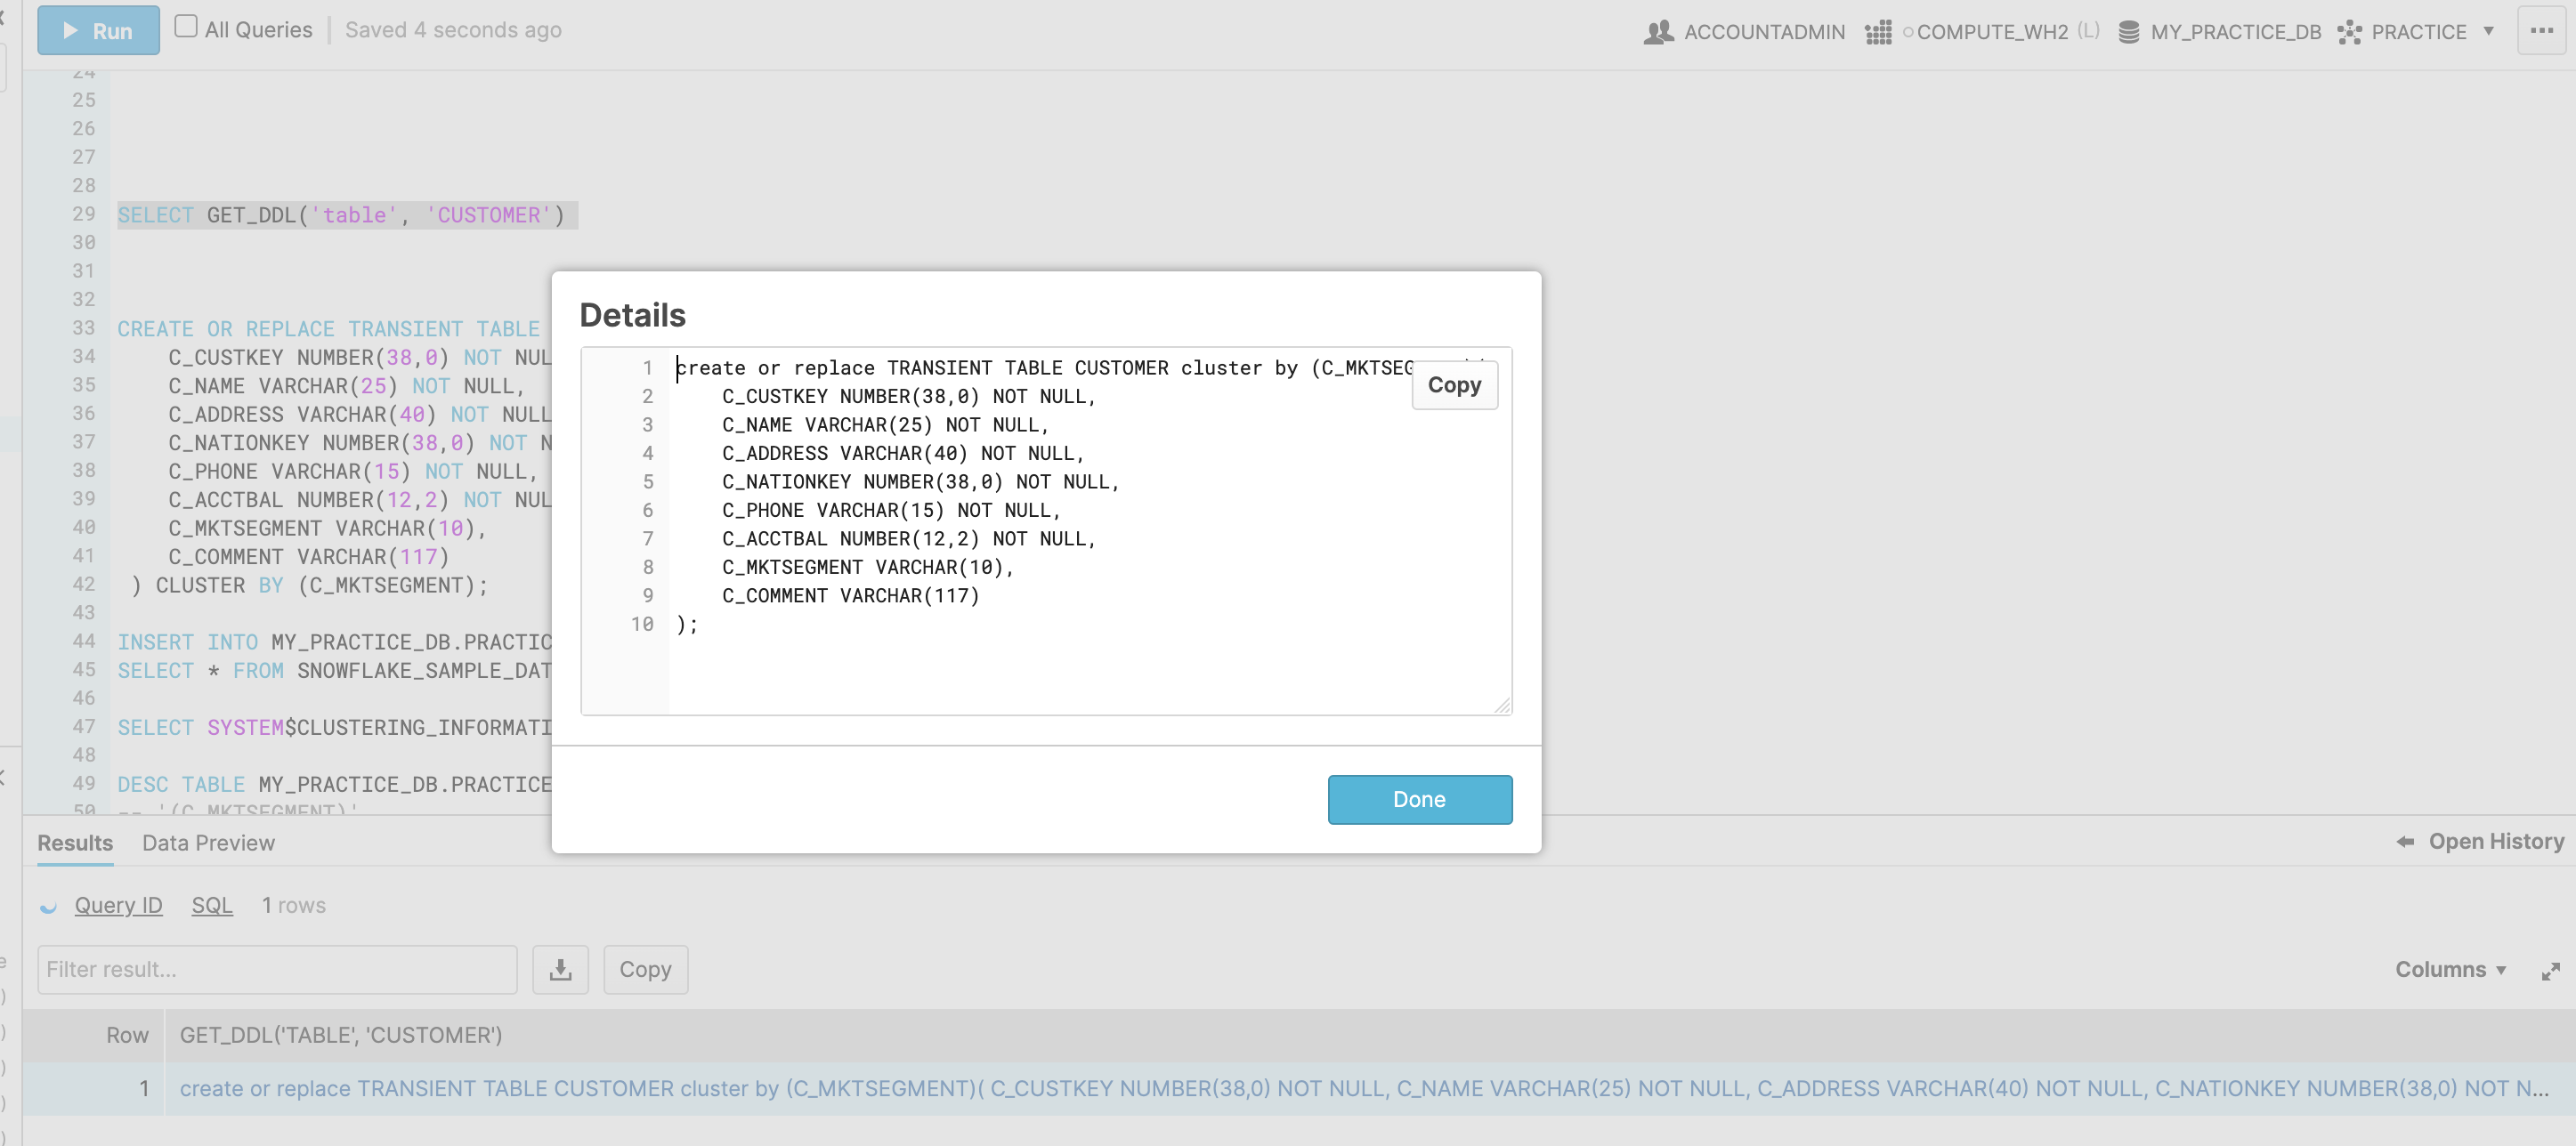 Run All Queries Saved 4 seconds ago ACCOUNTADMIN COMPUTE_WH2 (L) MY_PRACTICE_DB PRACTICE ...
24
25
26
27
28
29 SELECT GET_DDL('table', 'CUSTOMER')
30
31
32
33 CREATE OR REPLACE TRANSIENT TABLE
34 C_CUSTKEY NUMBER(38,0) NOT NUL
35 C_NAME VARCHAR(25) NOT NULL,
36 C_ADDRESS VARCHAR(40) NOT NULL
37 C_NATIONKEY NUMBER(38,0) NOT N
38 C_PHONE VARCHAR(15) NOT NULL,
39 C_ACCTBAL NUMBER(12,2) NOT NUL
40 C_MKTSEGMENT VARCHAR(10),
41 C_COMMENT VARCHAR(117)
42 ) CLUSTER BY (C_MKTSEGMENT);
43
44 INSERT INTO MY_PRACTICE_DB.PRACTIC
45 SELECT * FROM SNOWFLAKE_SAMPLE_DAT
46
47 SELECT SYSTEM$CLUSTERING_INFORMATI
48
49 DESC TABLE MY_PRACTICE_DB.PRACTICE
50 -- '(C_MKTSEGMENT)'
Details
1 create or replace TRANSIENT TABLE CUSTOMER cluster by (C_MKTSEG
Copy
2 C_CUSTKEY NUMBER(38,0) NOT NULL,
3 C_NAME VARCHAR(25) NOT NULL,
4 C_ADDRESS VARCHAR(40) NOT NULL,
5 C_NATIONKEY NUMBER(38,0) NOT NULL,
6 C_PHONE VARCHAR(15) NOT NULL,
7 C_ACCTBAL NUMBER(12,2) NOT NULL,
8 C_MKTSEGMENT VARCHAR(10),
9 C_COMMENT VARCHAR(117)
10 );
Done
Results Data Preview Open History
Query ID SQL 1 rows
Filter result... Copy Columns
Row GET_DDL('TABLE', 'CUSTOMER')
1 create or replace TRANSIENT TABLE CUSTOMER cluster by (C_MKTSEGMENT)( C_CUSTKEY NUMBER(38,0) NOT NULL, C_NAME VARCHAR(25) NOT NULL, C_ADDRESS VARCHAR(40) NOT NULL, C_NATIONKEY NUMBER(38,0) NOT N...